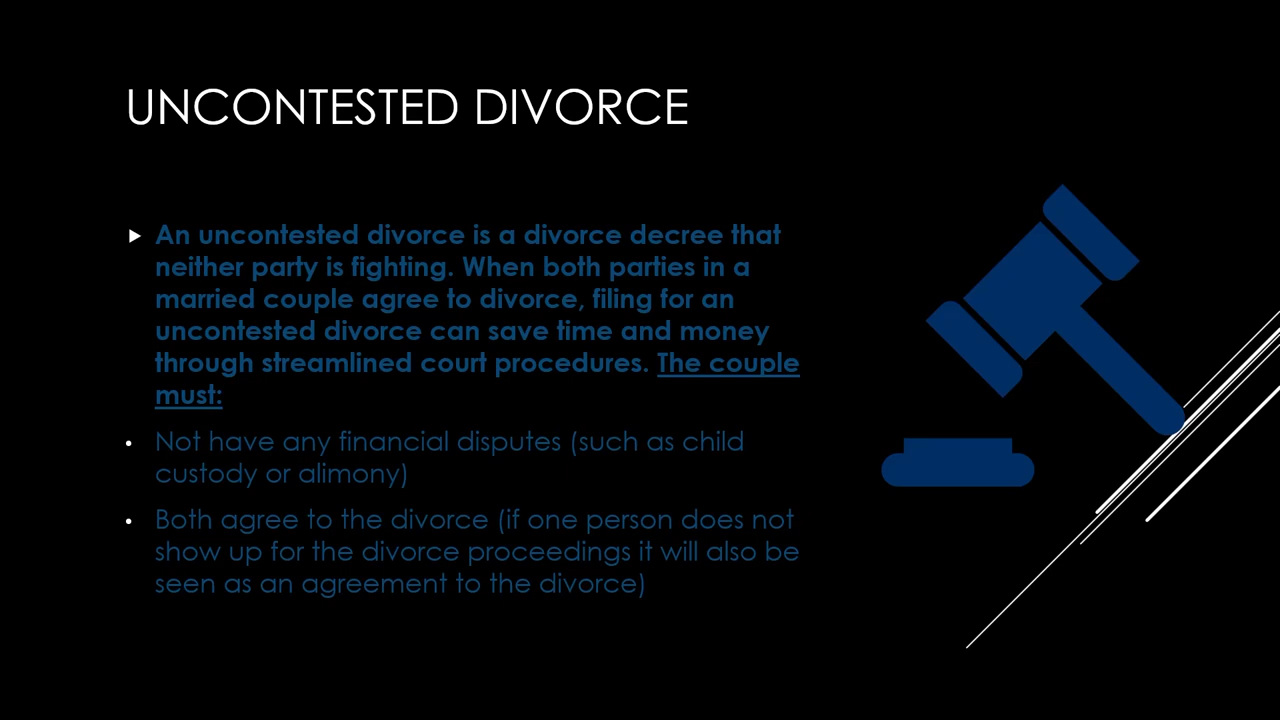 UNCONTESTED DIVORCE
An uncontested divorce is a divorce decree that
neither party is fighting. When both parties in a
married couple agree to divorce, filing for an
uncontested divorce can save time and money
through streamlined court procedures. The couple
must:
Not have any financial disputes (such as child
custody or alimony)
Both agree to the divorce (if one person does not
show up for the divorce proceedings it will also be
seen as an agreement to the divorce)